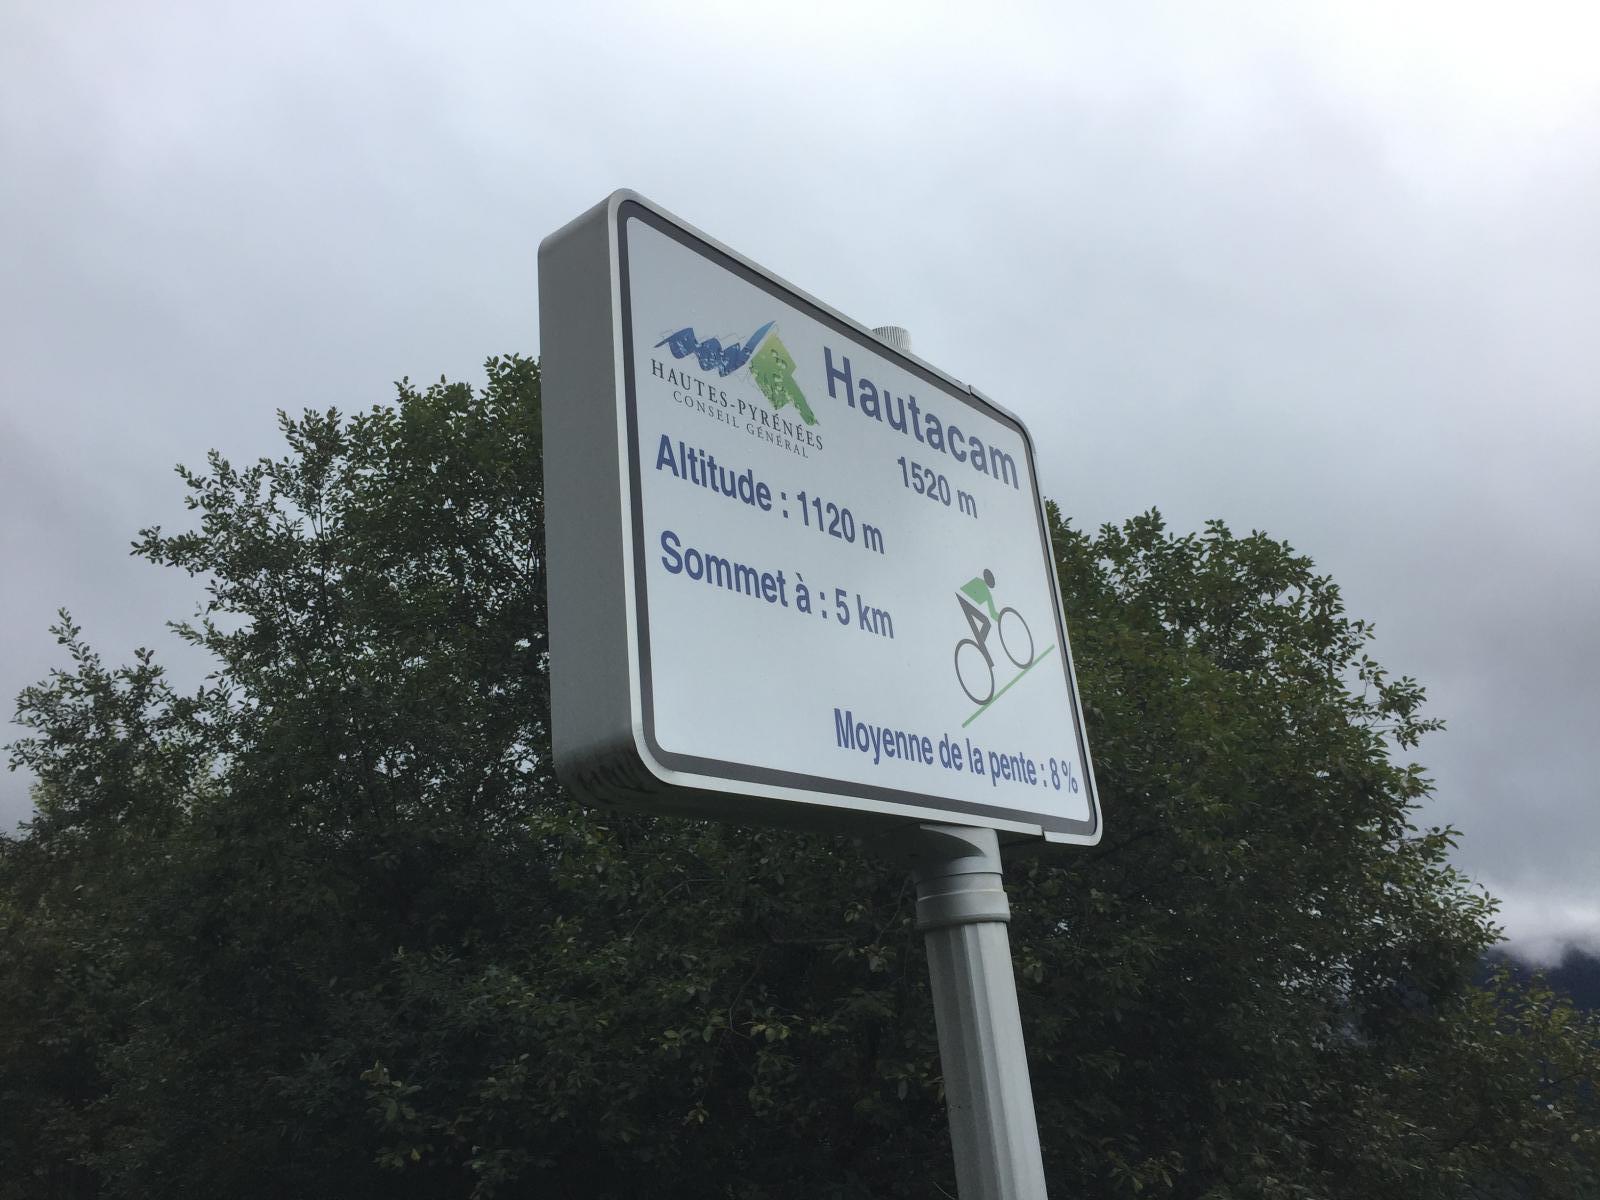 HAUTES-PYRÉNÉES
CONSEIL GÉNÉRAL
Hautacam
1520 m
Altitude : 1120 m
Sommet à : 5 km
Moyenne de la pente : 8 %